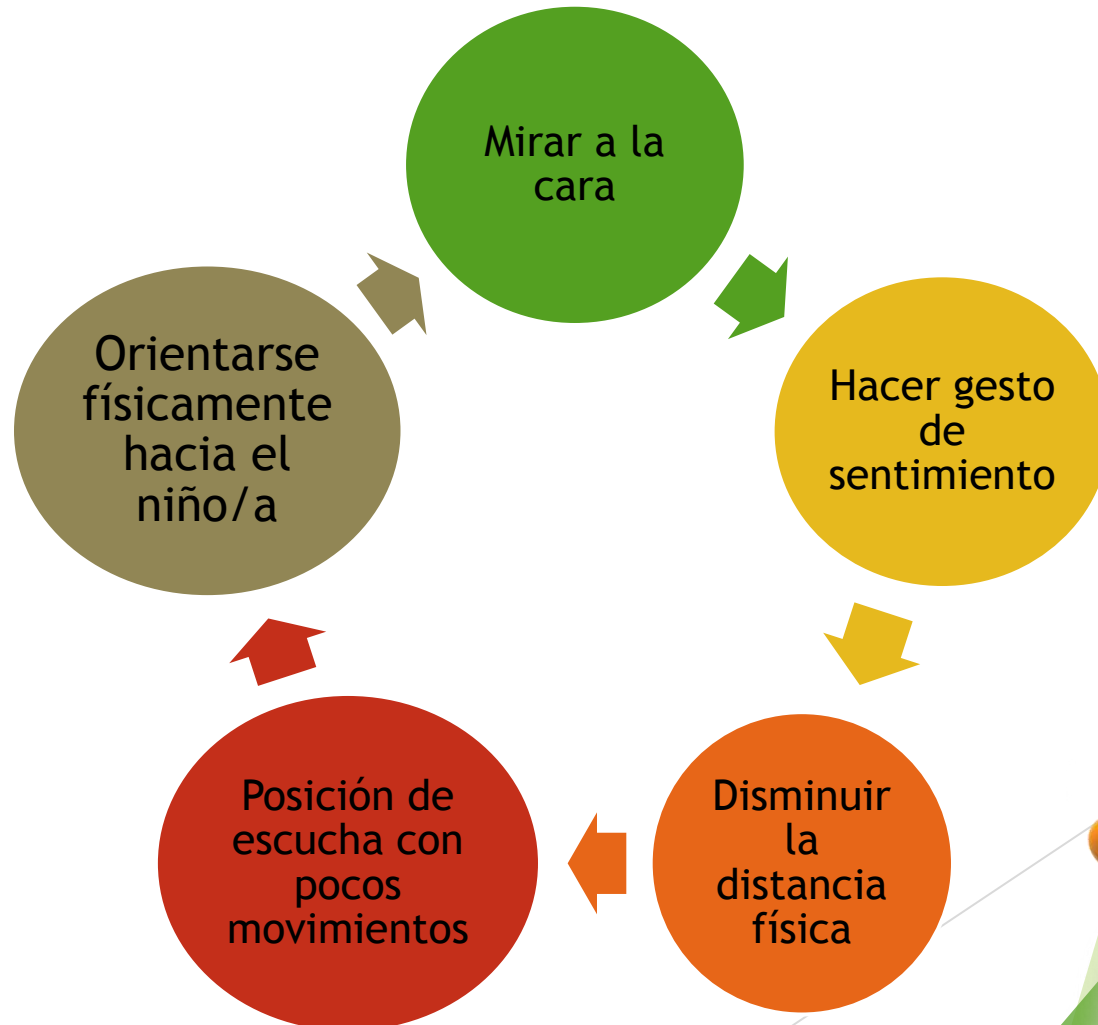 Mirar a la
cara
Hacer gesto
de
sentimiento
Disminuir
la
distancia
física
Posición de
escucha con
pocos
movimientos
Orientarse
físicamente
hacia el
niño/a